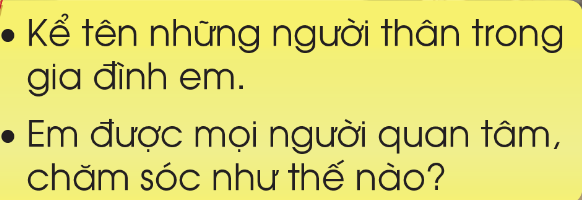 • Kể tên những người thân trong
gia đình em.
• Em được mọi người quan tâm,
chăm sóc như thế nào?